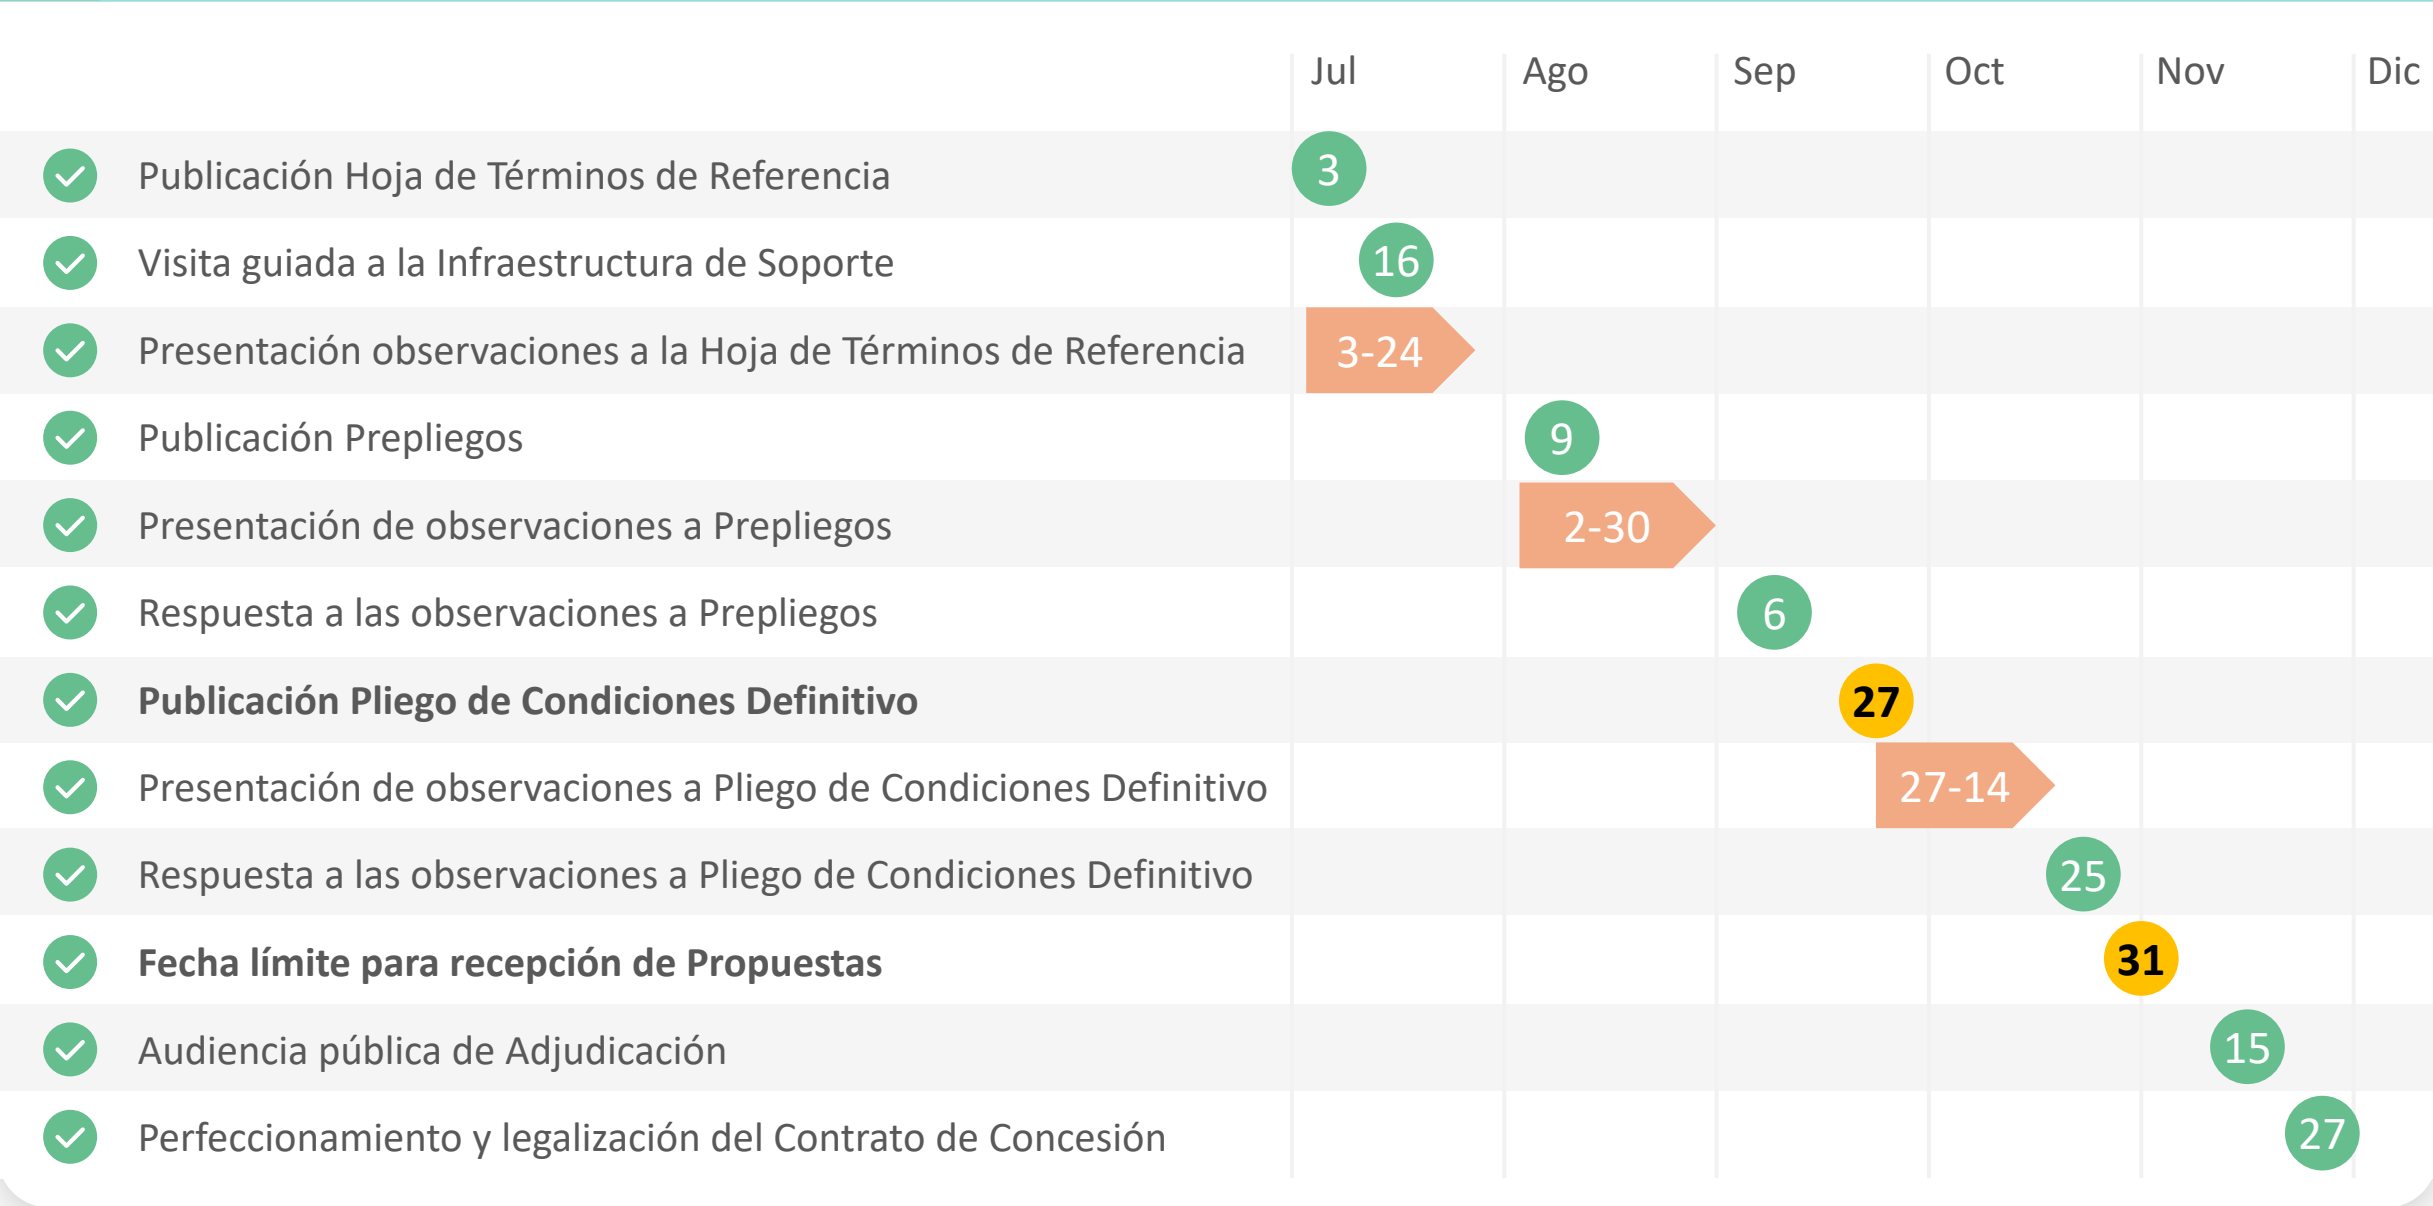 Jul Ago Sep Oct Nov Dic
Publicación Hoja de Términos de Referencia 3
Visita guiada a la Infraestructura de Soporte 16
Presentación observaciones a la Hoja de Términos de Referencia 3-24
Publicación Prepliegos 9
Presentación de observaciones a Prepliegos 2-30
Respuesta a las observaciones a Prepliegos 6
Publicación Pliego de Condiciones Definitivo 27
Presentación de observaciones a Pliego de Condiciones Definitivo 27-14
Respuesta a las observaciones a Pliego de Condiciones Definitivo 25
Fecha límite para recepción de Propuestas 31
Audiencia pública de Adjudicación 15
Perfeccionamiento y legalización del Contrato de Concesión 27